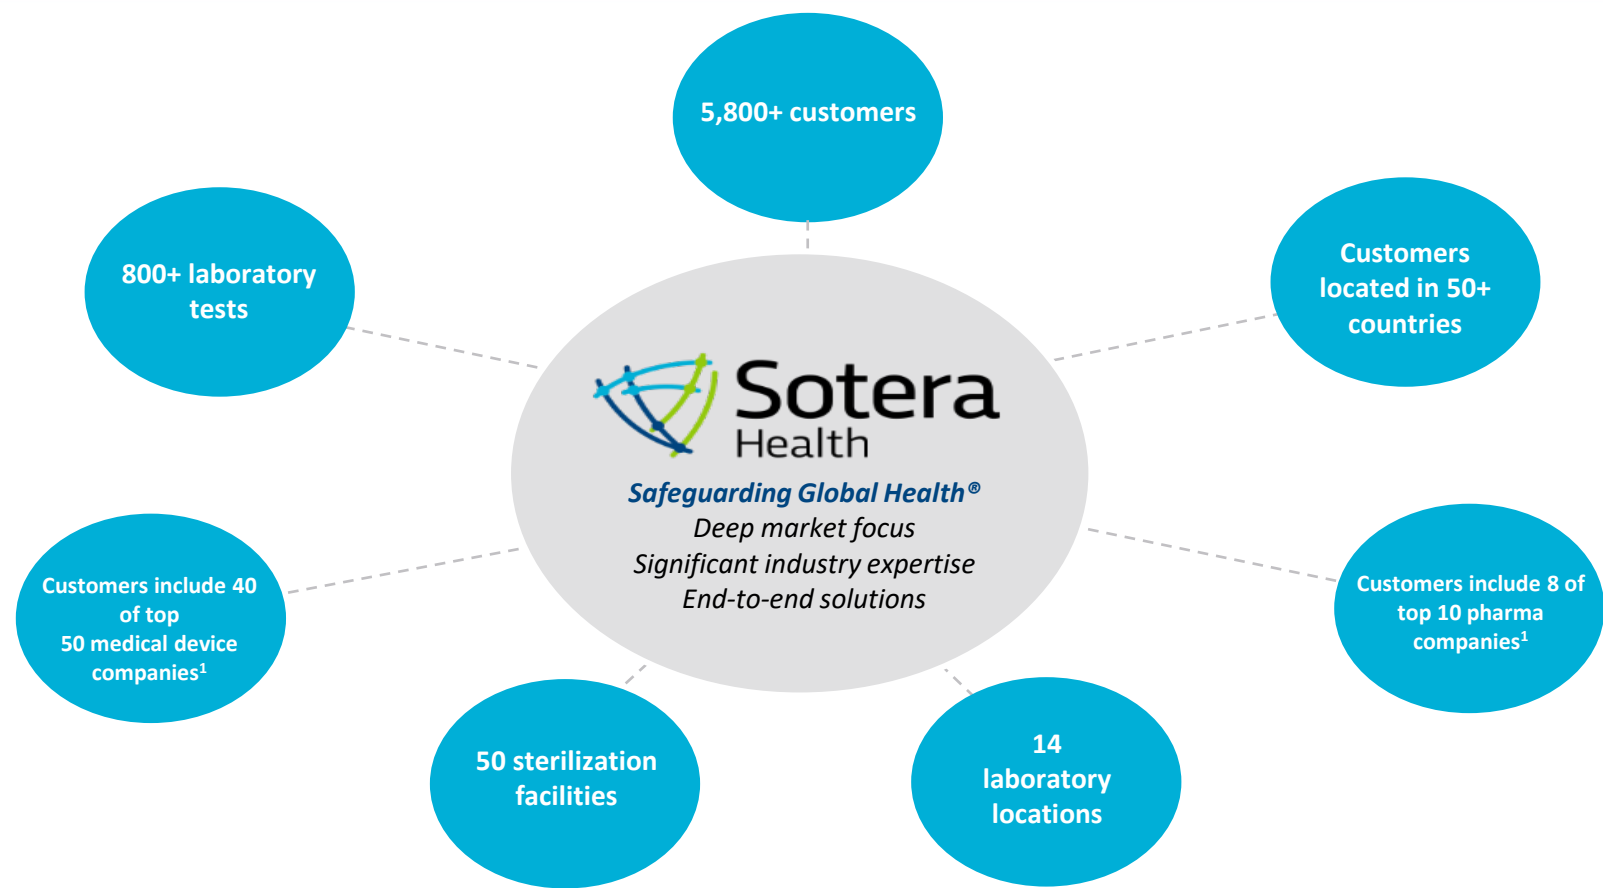 5,800+ customers
800+ laboratory
tests
Customers
located in 50+
countries
Sotera
Health
Safeguarding Global Health®
Deep market focus
Significant industry expertise
End-to-end solutions
Customers include 40
of top
50 medical device
companies¹
Customers include 8 of
top 10 pharma
companies¹
50 sterilization
facilities
14
laboratory
locations